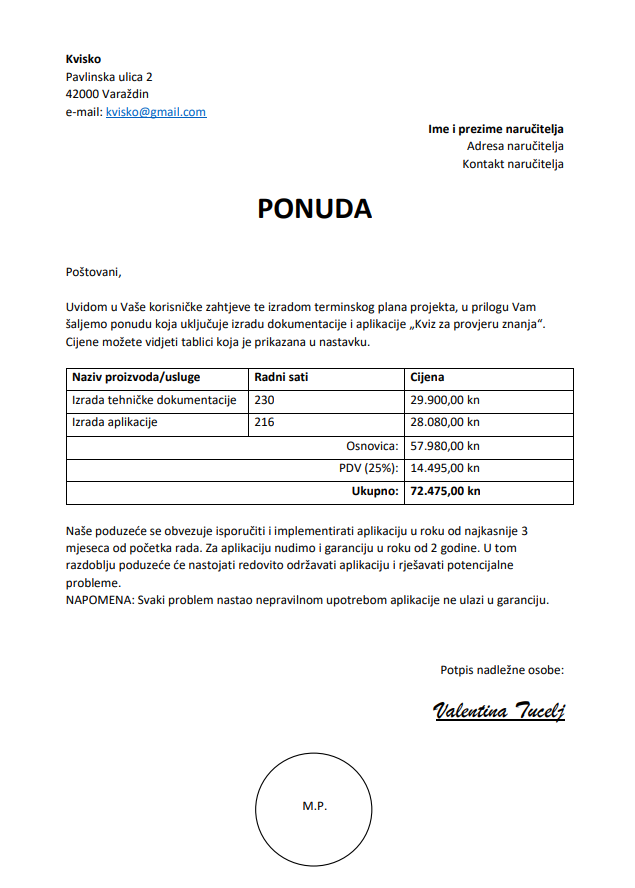 Kvisko
Pavlinska ulica 2
42000 Varaždin
e-mail: kvisko@gmail.com
Ime i prezime naručitelja
Adresa naručitelja
Kontakt naručitelja
PONUDA
Poštovani,
Uvidom u Vaše korisničke zahtjeve te izradom terminskog plana projekta, u prilogu Vam
šaljemo ponudu koja uključuje izradu dokumentacije i aplikacije „Kviz za provjeru znanja“.
Cijene možete vidjeti tablici koja je prikazana u nastavku.
Naziv proizvoda/usluge Radni sati Cijena
Izrada tehničke dokumentacije 230 29.900,00 kn
Izrada aplikacije 216 28.080,00 kn
Osnovica: 57.980,00 kn
PDV (25%): 14.495,00 kn
Ukupno: 72.475,00 kn
Naše poduzeće se obvezuje isporučiti i implementirati aplikaciju u roku od najkasnije 3
mjeseca od početka rada. Za aplikaciju nudimo i garanciju u roku od 2 godine. U tom
razdoblju poduzeće će nastojati redovito održavati aplikaciju i rješavati potencijalne
probleme.
NAPOMENA: Svaki problem nastao nepravilnom upotrebom aplikacije ne ulazi u garanciju.
Potpis nadležne osobe:
Valentina Tucelj
M.P.